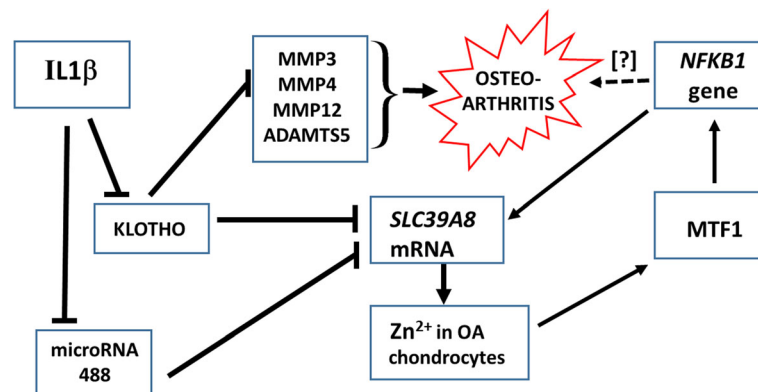 IL1β
MMP3
MMP4
MMP12
ADAMTS5
OSTEO-
ARTHRITIS
[?]
NFKB1
gene
KLOTHO
SLC39A8
mRNA
MTF1
Zn²⁺ in OA
chondrocytes
microRNA
488